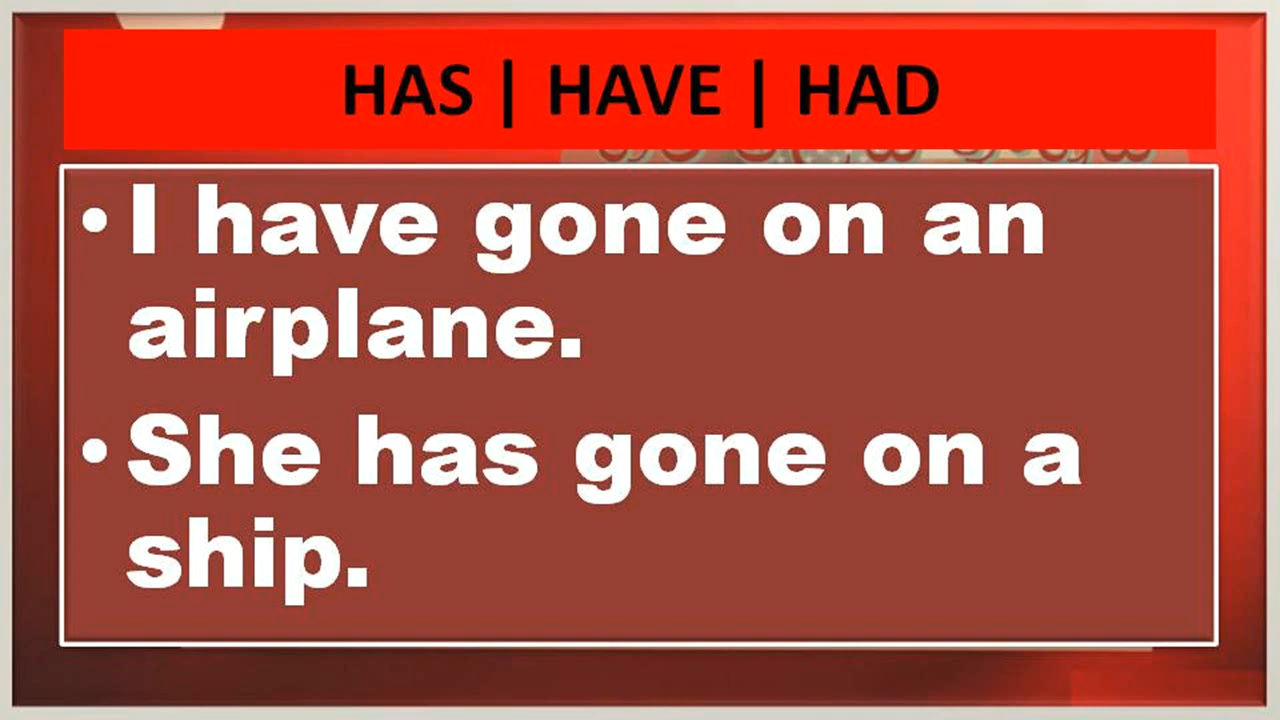 HAS | HAVE | HAD
• I have gone on an
airplane.
• She has gone on a
ship.